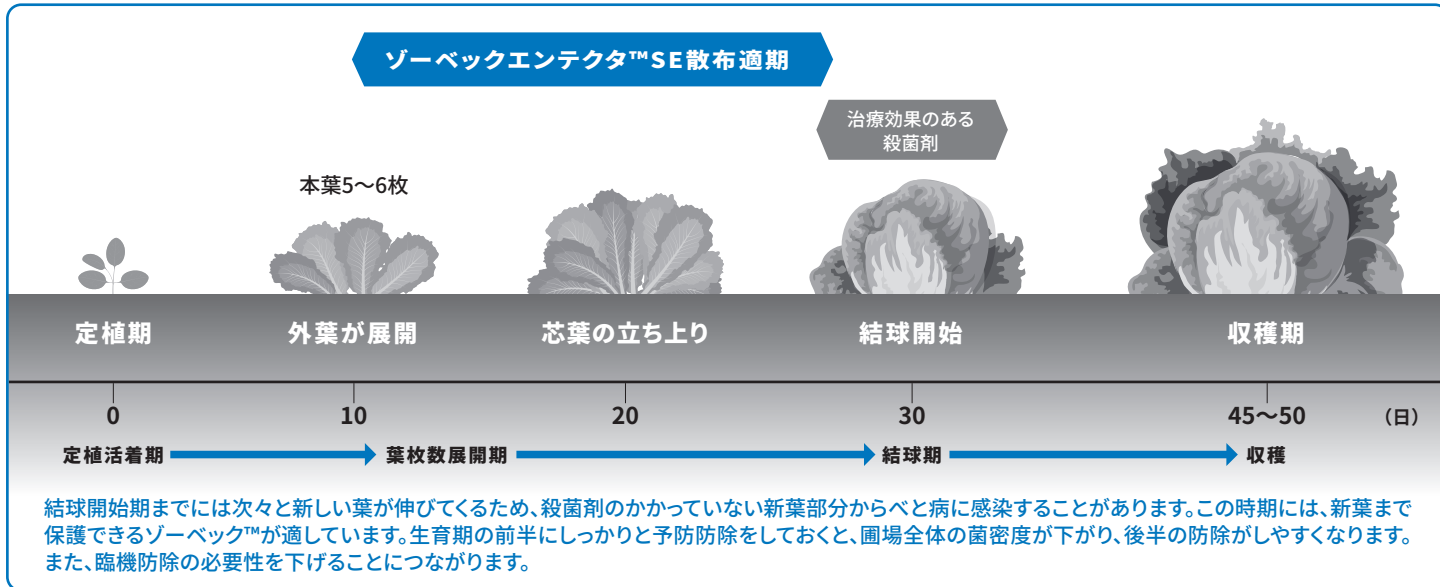 ゾーベックエンテクタ™SE散布適期
治療効果のある
殺菌剤
本葉5〜6枚
定植期
外葉が展開
芯葉の立ち上り
結球開始
収穫期
0
10
20
30
45〜50
（日）
定植活着期
葉枚数展開期
結球期
収穫
結球開始期までには次々と新しい葉が伸びてくるため、殺菌剤のかかっていない新葉部分からべと病に感染することがあります。この時期には、新葉まで
保護できるゾーベック™が適しています。生育期の前半にしっかりと予防防除をしておくと、圃場全体の菌密度が下がり、後半の防除がしやすくなります。
また、臨機防除の必要性を下げることにつながります。